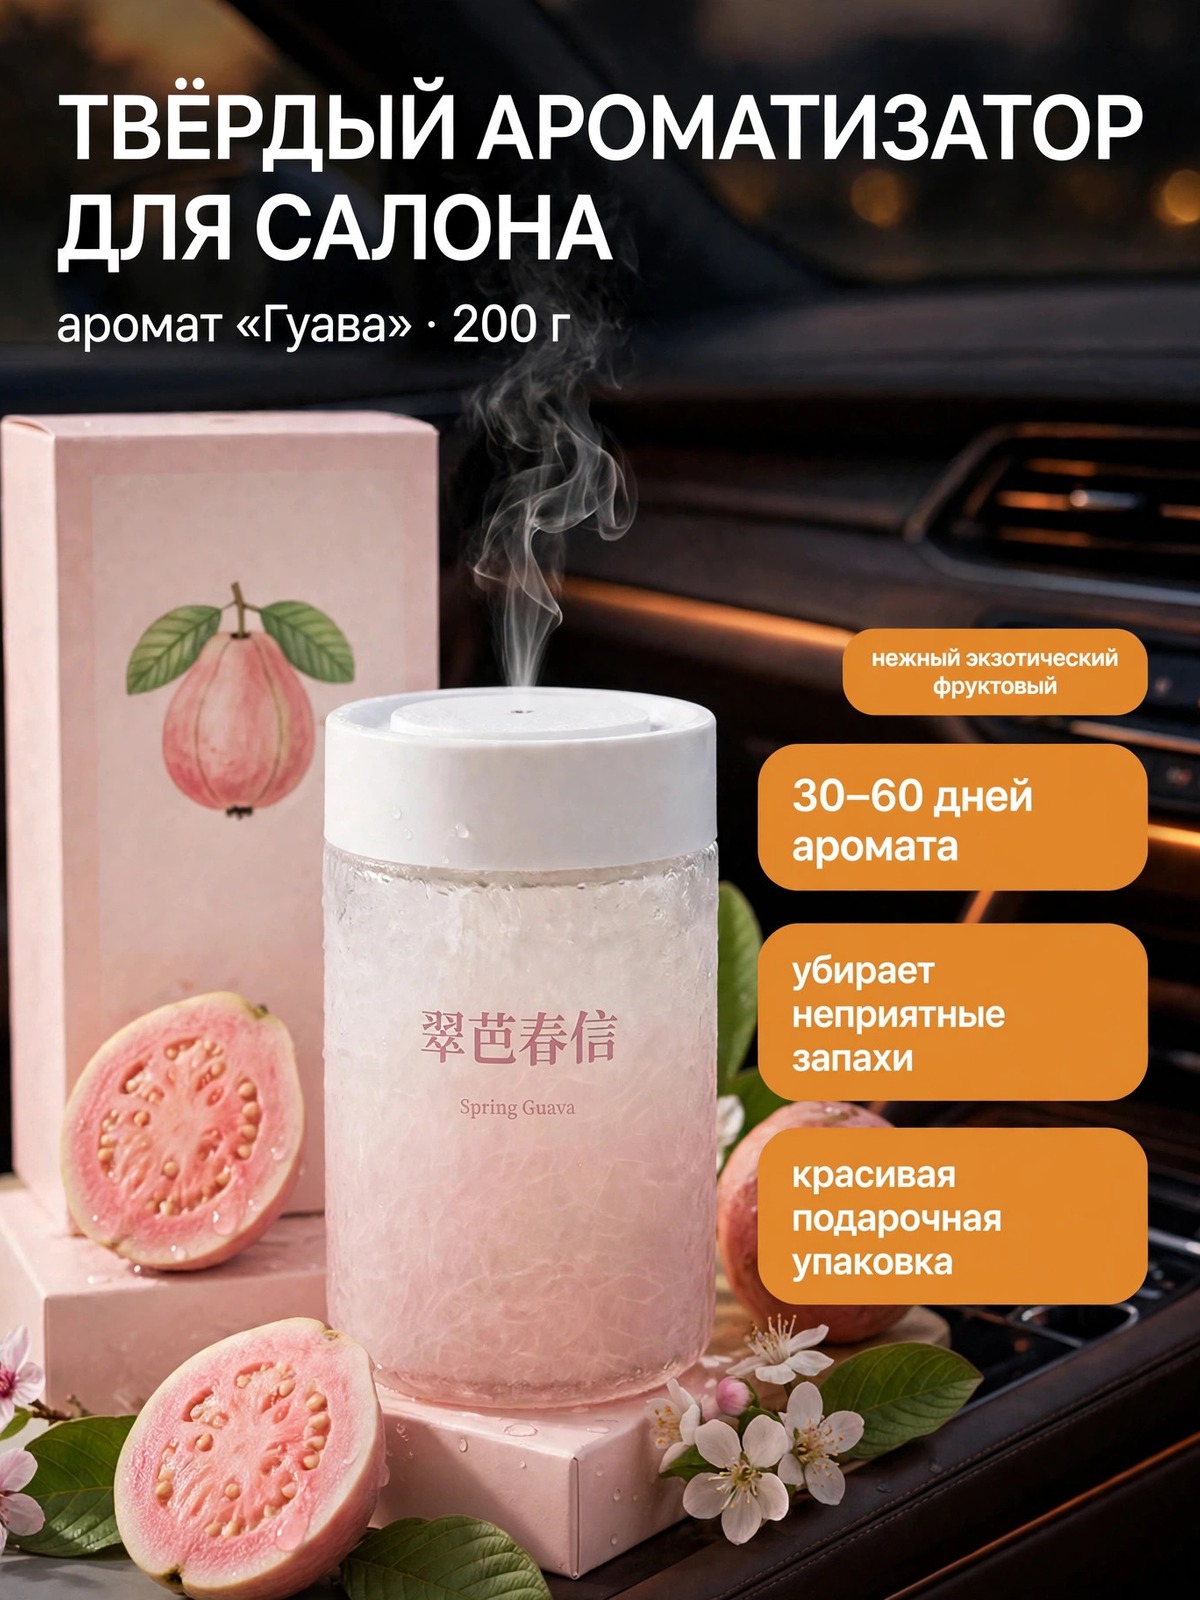 ТВЁРДЫЙ АРОМАТИЗАТОР
ДЛЯ САЛОНА
аромат «Гуава» · 200 г
нежный экзотический
фруктовый
30–60 дней
аромата
убирает
неприятные
запахи
красивая
подарочная
упаковка
翠芭春信
Spring Guava